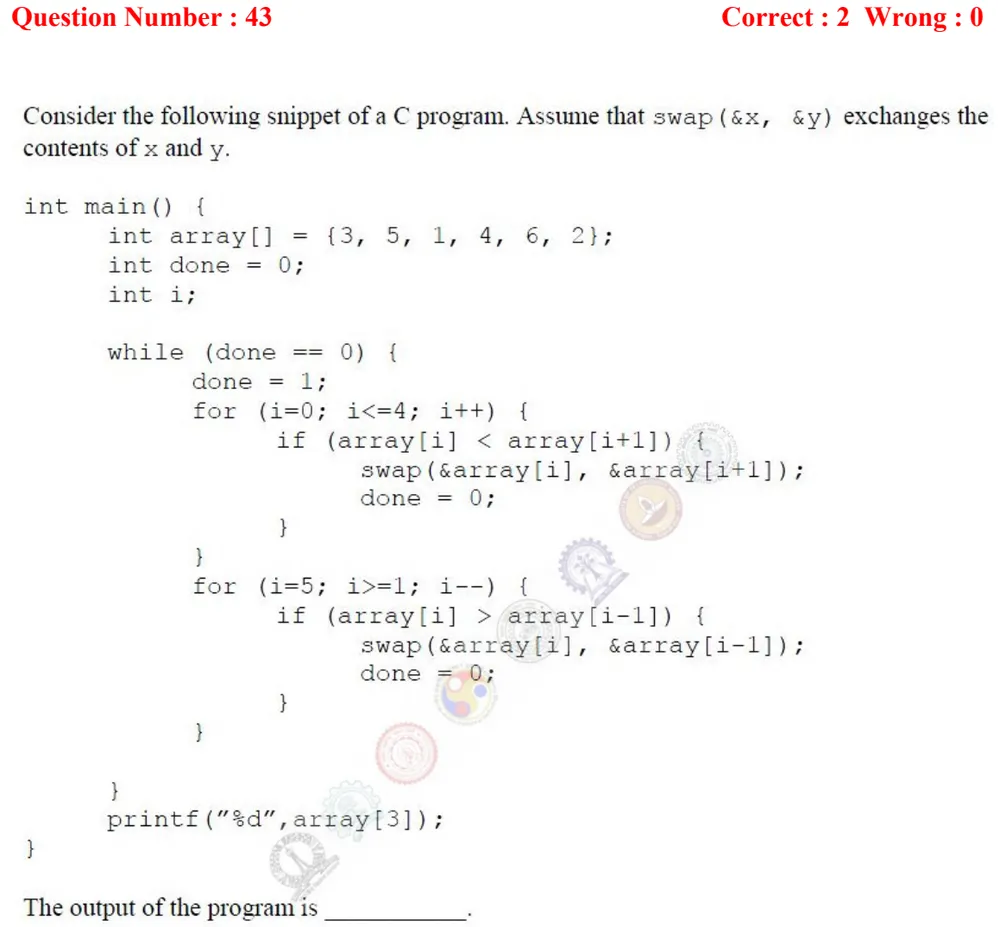 Question Number : 43 Correct : 2 Wrong : 0
Consider the following snippet of a C program. Assume that swap(&x, &y) exchanges the
contents of x and y.
int main() {
int array[] = {3, 5, 1, 4, 6, 2};
int done = 0;
int i;
while (done == 0) {
done = 1;
for (i=0; i<=4; i++) {
if (array[i] < array[i+1]) {
swap(&array[i], &array[i+1]);
done = 0;
}
}
for (i=5; i>=1; i--) {
if (array[i] > array[i-1]) {
swap(&array[i], &array[i-1]);
done = 0;
}
}
}
printf("%d",array[3]);
}
The output of the program is ___________.